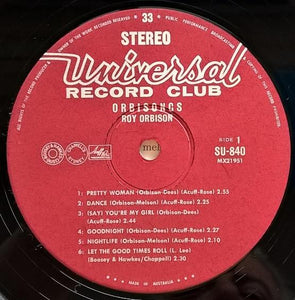 33
STEREO
Universal
RECORD CLUB
ORBISONGS
ROY ORBISON
SIDE 1
SU-840
MX21951
mel
1: PRETTY WOMAN (Orbison-Dees) (Acuff-Rose) 2.55
2: DANCE (Orbison-Melson) (Acuff-Rose) 2.25
3: (SAY) YOU'RE MY GIRL (Orbison-Dees)
(Acuff-Rose) 2.44
4: GOODNIGHT (Orbison-Dees) (Acuff-Rose) 2.27
5: NIGHTLIFE (Orbison-Melson) (Acuff-Rose) 2.10
6: LET THE GOOD TIMES ROLL (L. Lee)
(Boosey & Hawkes/Chappell) 2.30
MADE IN AUSTRALIA